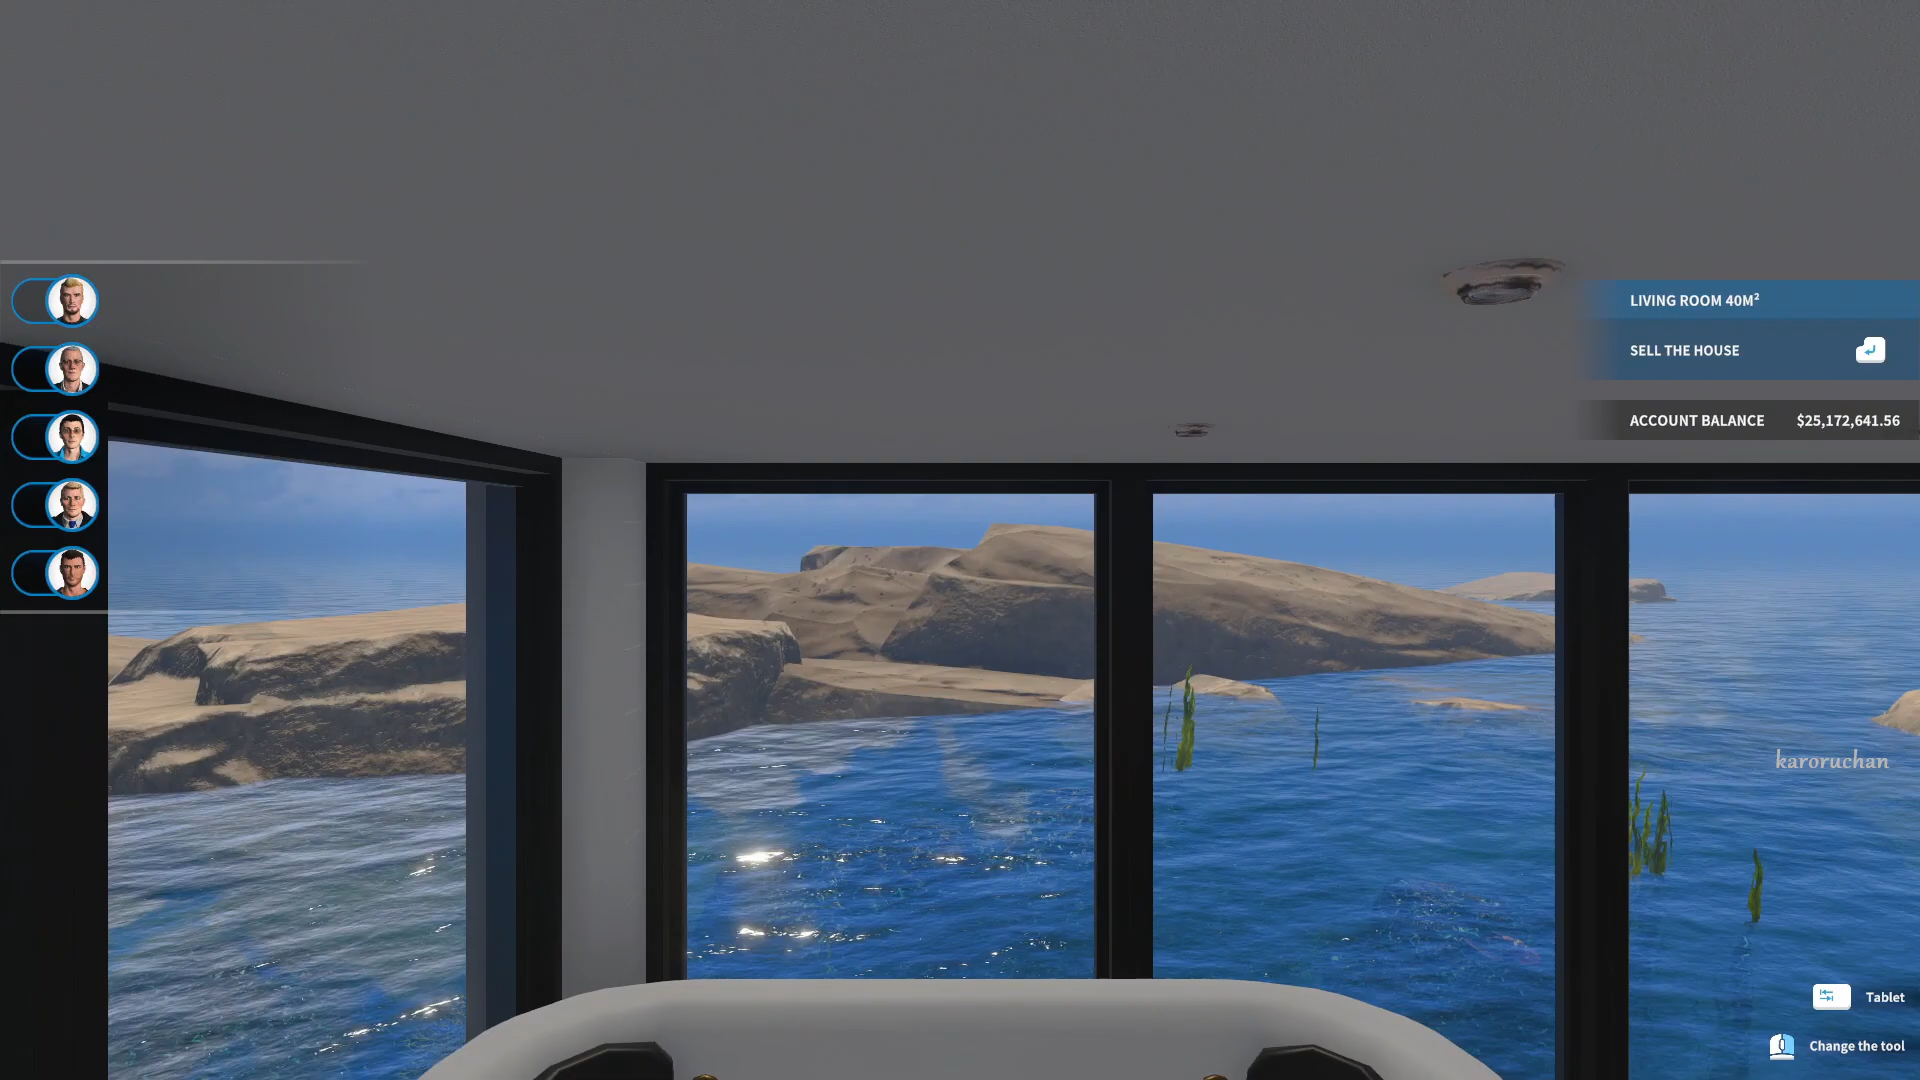 LIVING ROOM 40M²
SELL THE HOUSE
ACCOUNT BALANCE $25,172,641.56
karoruchan
Tablet
Change the tool